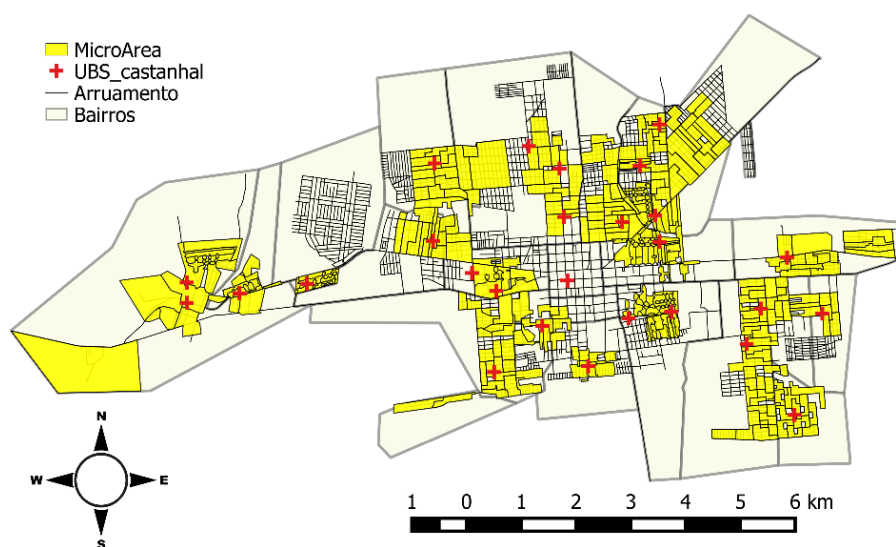 MicroArea
UBS_castanhal
Arruamento
Bairros
N
W
E
S
1 0 1 2 3 4 5 6 km